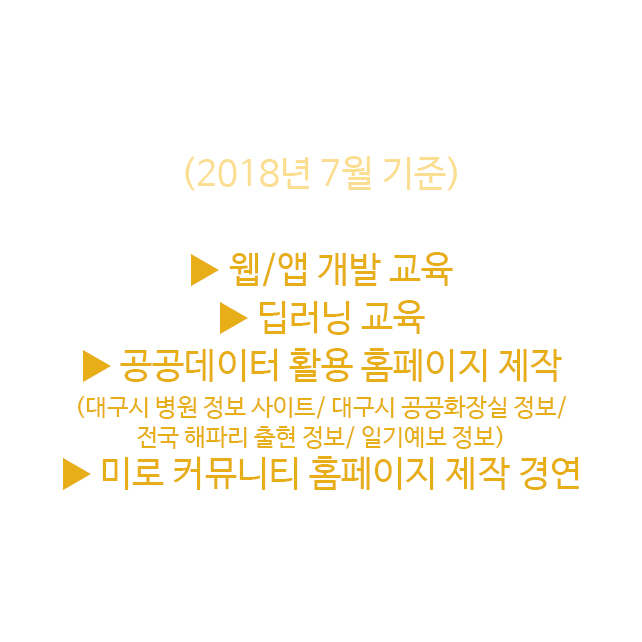 (2018년 7월 기준)
▶ 웹/앱 개발 교육
▶ 딥러닝 교육
▶ 공공데이터 활용 홈페이지 제작
(대구시 병원 정보 사이트/ 대구시 공공화장실 정보/
전국 해파리 출현 정보/ 일기예보 정보)
▶ 미로 커뮤니티 홈페이지 제작 경연